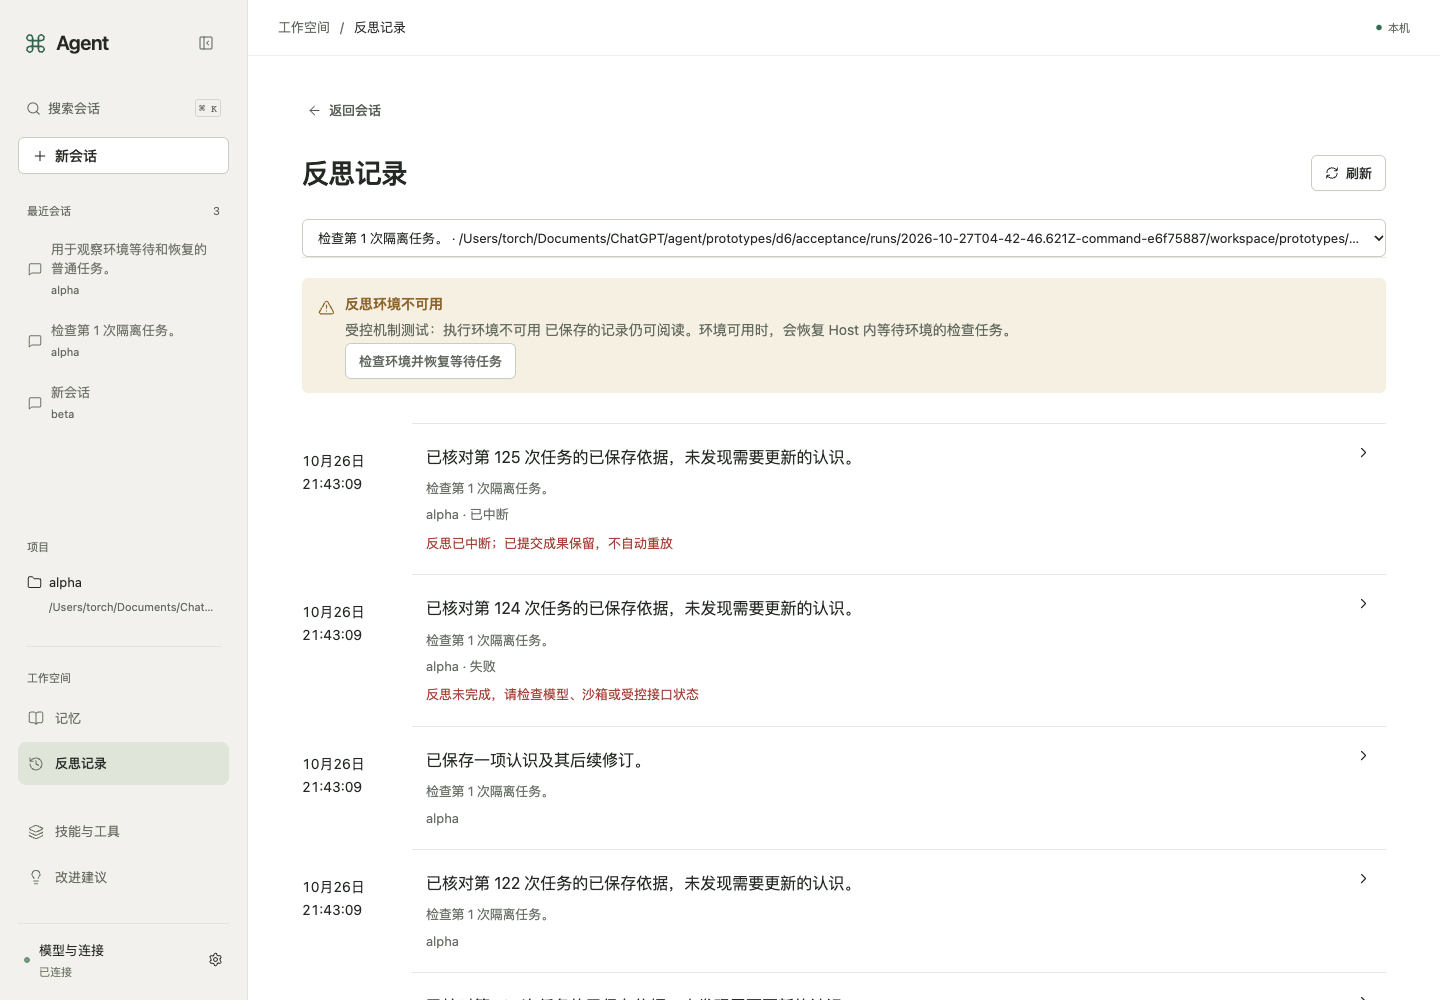 Agent
搜索会话
⌘ K
新会话
最近会话 3
用于观察环境等待和恢复的
普通任务。
alpha
检查第 1 次隔离任务。
alpha
新会话
beta
项目
alpha
/Users/torch/Documents/Chat...
工作空间
记忆
反思记录
技能与工具
改进建议
模型与连接
已连接
工作空间 / 反思记录
本机
返回会话
反思记录
刷新
检查第 1 次隔离任务。 · /Users/torch/Documents/ChatGPT/agent/prototypes/d6/acceptance/runs/2026-10-27T04-42-46.621Z-command-e6f75887/workspace/prototypes/...
反思环境不可用
受控机制测试：执行环境不可用 已保存的记录仍可阅读。环境可用时，会恢复 Host 内等待环境的检查任务。
检查环境并恢复等待任务
10月26日
21:43:09
已核对第 125 次任务的已保存依据，未发现需要更新的认识。
检查第 1 次隔离任务。
alpha · 已中断
反思已中断；已提交成果保留，不自动重放
10月26日
21:43:09
已核对第 124 次任务的已保存依据，未发现需要更新的认识。
检查第 1 次隔离任务。
alpha · 失败
反思未完成，请检查模型、沙箱或受控接口状态
10月26日
21:43:09
已保存一项认识及其后续修订。
检查第 1 次隔离任务。
alpha
10月26日
21:43:09
已核对第 122 次任务的已保存依据，未发现需要更新的认识。
检查第 1 次隔离任务。
alpha